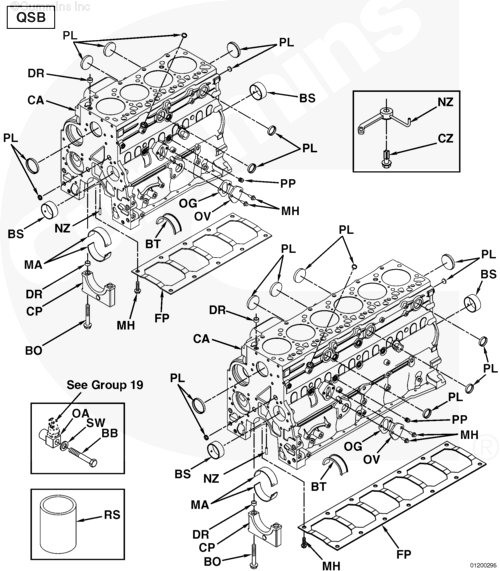 ©Cummins Inc
QSB
PL
PL
DR
CA
BS
NZ
CZ
PL
PL
PP
MH
OG
OV
BS
NZ
BT
MA
DR
CP
MH
FP
BO
PL
PL
PL
DR
BS
CA
See Group 19
OA
SW
BB
PL
PL
PL
PP
MH
OG
OV
BS
NZ
BT
MA
RS
DR
CP
BO
MH
FP
01200296
cummins
®